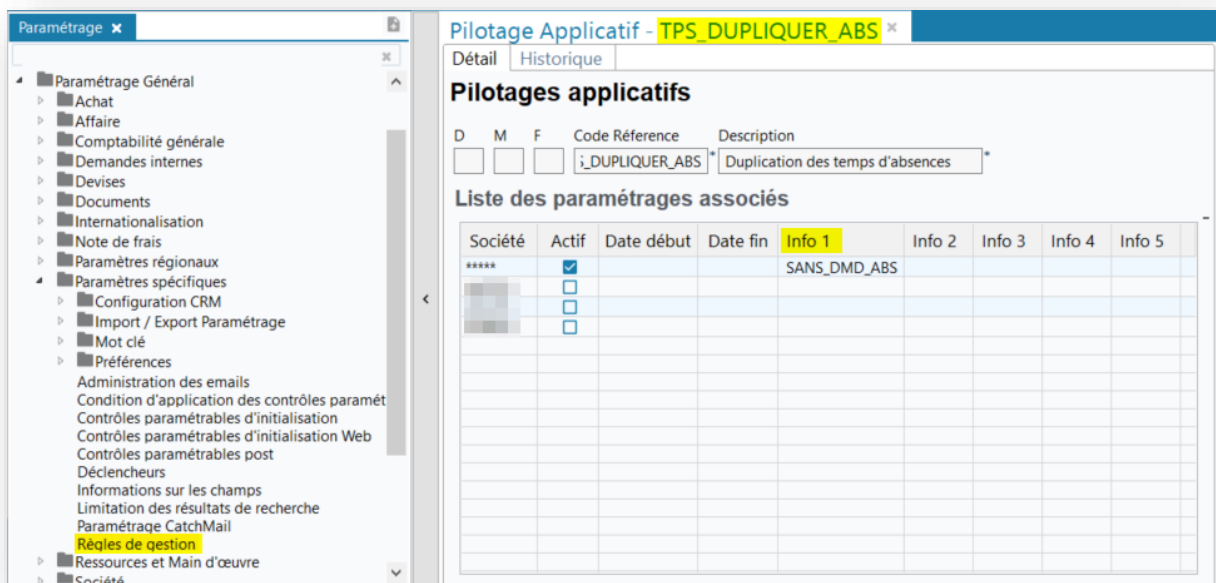 Paramétrage
Paramétrage Général
Achat
Affaire
Comptabilité générale
Demandes internes
Devises
Documents
Internationalisation
Note de frais
Paramètres régionaux
Paramètres spécifiques
Configuration CRM
Import / Export Paramétrage
Mot clé
Préférences
Administration des emails
Condition d'application des contrôles paramét
Contrôles paramétrables d'initialisation
Contrôles paramétrables d'initialisation Web
Contrôles paramétrables post
Déclencheurs
Informations sur les champs
Limitation des résultats de recherche
Paramétrage CatchMail
Règles de gestion
Ressources et Main d'œuvre
Société
Pilotage Applicatif - TPS_DUPLIQUER_ABS
Détail Historique
Pilotages applicatifs
D M F Code Réference Description
_DUPLIQUER_ABS * Duplication des temps d'absences *
Liste des paramétrages associés
Société Actif Date début Date fin Info 1 Info 2 Info 3 Info 4 Info 5
***** SANS_DMD_ABS